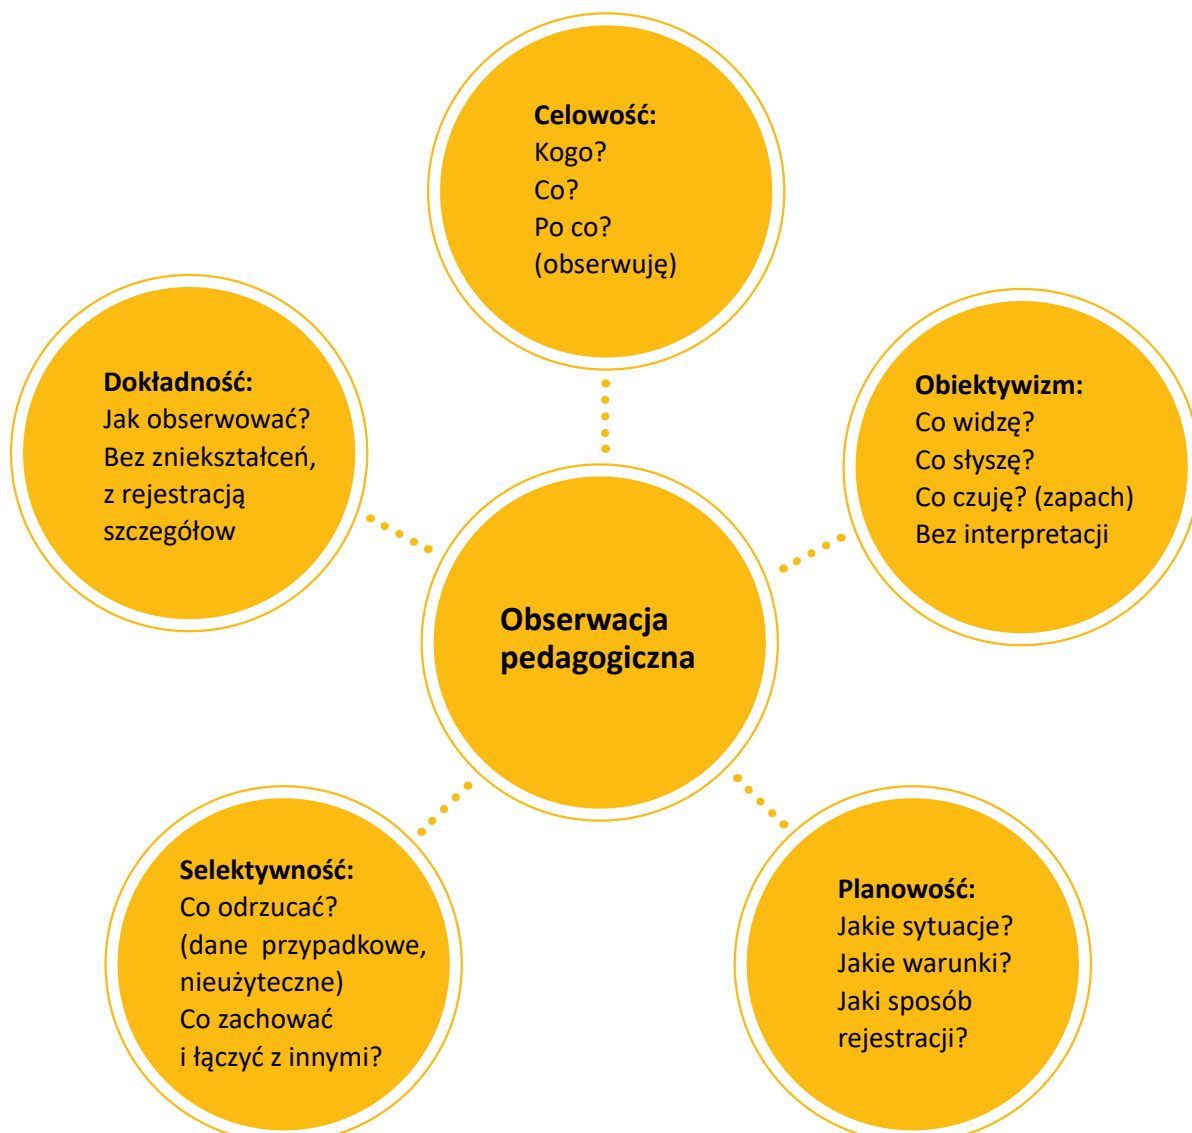 Celowość:
Kogo?
Co?
Po co?
(obserwuję)
Dokładność:
Jak obserwować?
Bez zniekształceń,
z rejestracją
szczegółow
Obiektywizm:
Co widzę?
Co słyszę?
Co czuję? (zapach)
Bez interpretacji
Obserwacja
pedagogiczna
Selektywność:
Co odrzucać?
(dane przypadkowe,
nieużyteczne)
Co zachować
i łączyć z innymi?
Planowość:
Jakie sytuacje?
Jakie warunki?
Jaki sposób
rejestracji?